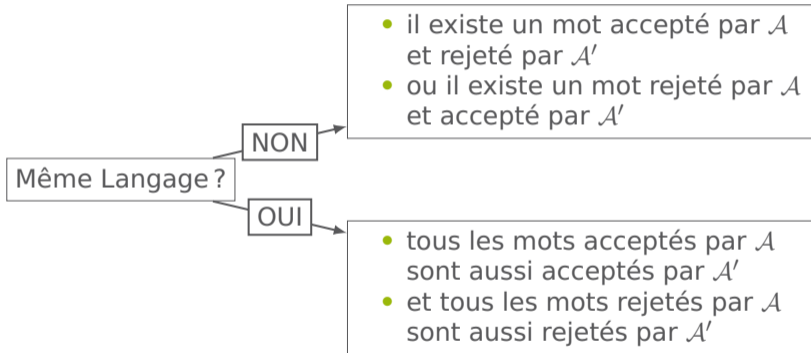 • il existe un mot accepté par 𝒜
et rejeté par 𝒜′
• ou il existe un mot rejeté par 𝒜
et accepté par 𝒜′
NON
Même Langage ?
OUI
• tous les mots acceptés par 𝒜
sont aussi acceptés par 𝒜′
• et tous les mots rejetés par 𝒜
sont aussi rejetés par 𝒜′